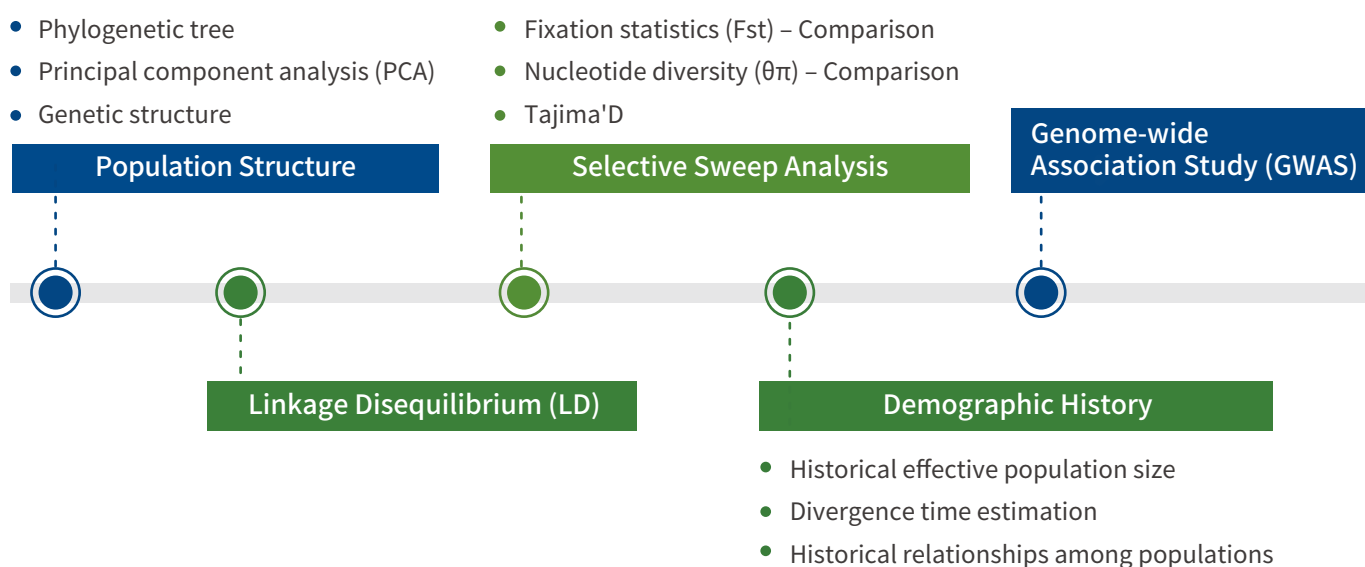 Phylogenetic tree
Principal component analysis (PCA)
Genetic structure
Population Structure
Fixation statistics (Fst) – Comparison
Nucleotide diversity (θπ) – Comparison
Tajima'D
Selective Sweep Analysis
Genome-wide
Association Study (GWAS)
Linkage Disequilibrium (LD)
Demographic History
Historical effective population size
Divergence time estimation
Historical relationships among populations